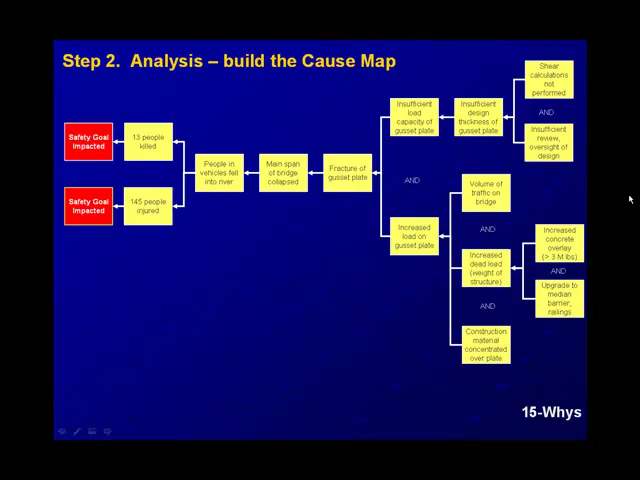 Step 2.  Analysis – build the Cause Map
Safety Goal
Impacted
13 people
killed
Safety Goal
Impacted
145 people
injured
People in
vehicles fell
into river
Main span
of bridge
collapsed
Fracture of
gusset plate
Insufficient
load
capacity of
gusset plate
Insufficient
design
thickness of
gusset plate
Shear
calculations
not
performed
AND
Insufficient
review,
oversight of
design
AND
Increased
load on
gusset plate
Volume of
traffic on
bridge
AND
Increased
dead load
(weight of
structure)
AND
Construction
material
concentrated
over plate
Increased
concrete
overlay
(> 3 M lbs)
AND
Upgrade to
median
barrier,
railings
15-Whys